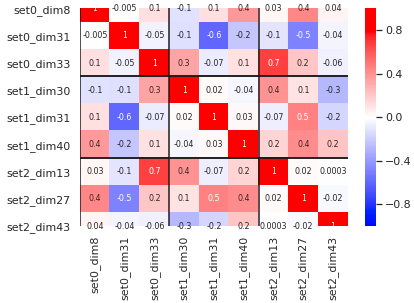 set0_dim8 1 -0.005 0.1 -0.1 0.1 0.4 0.03 0.4 0.04
set0_dim31 -0.005 1 -0.05 -0.1 -0.6 -0.2 -0.1 -0.5 -0.04
set0_dim33 0.1 -0.05 1 0.3 -0.07 0.1 0.7 0.2 -0.06
set1_dim30 -0.1 -0.1 0.3 1 0.02 -0.04 0.4 0.1 -0.3
set1_dim31 0.1 -0.6 -0.07 0.02 1 0.03 -0.07 0.5 -0.2
set1_dim40 0.4 -0.2 0.1 -0.04 0.03 1 0.2 0.4 0.2
set2_dim13 0.03 -0.1 0.7 0.4 -0.07 0.2 1 0.02 0.0003
set2_dim27 0.4 -0.5 0.2 0.1 0.5 0.4 0.02 1 -0.02
set2_dim43 0.04 -0.04 -0.06 -0.3 -0.2 0.2 0.0003 -0.02 1
set0_dim8
set0_dim31
set0_dim33
set1_dim30
set1_dim31
set1_dim40
set2_dim13
set2_dim27
set2_dim43
0.8
0.4
0.0
−0.4
−0.8